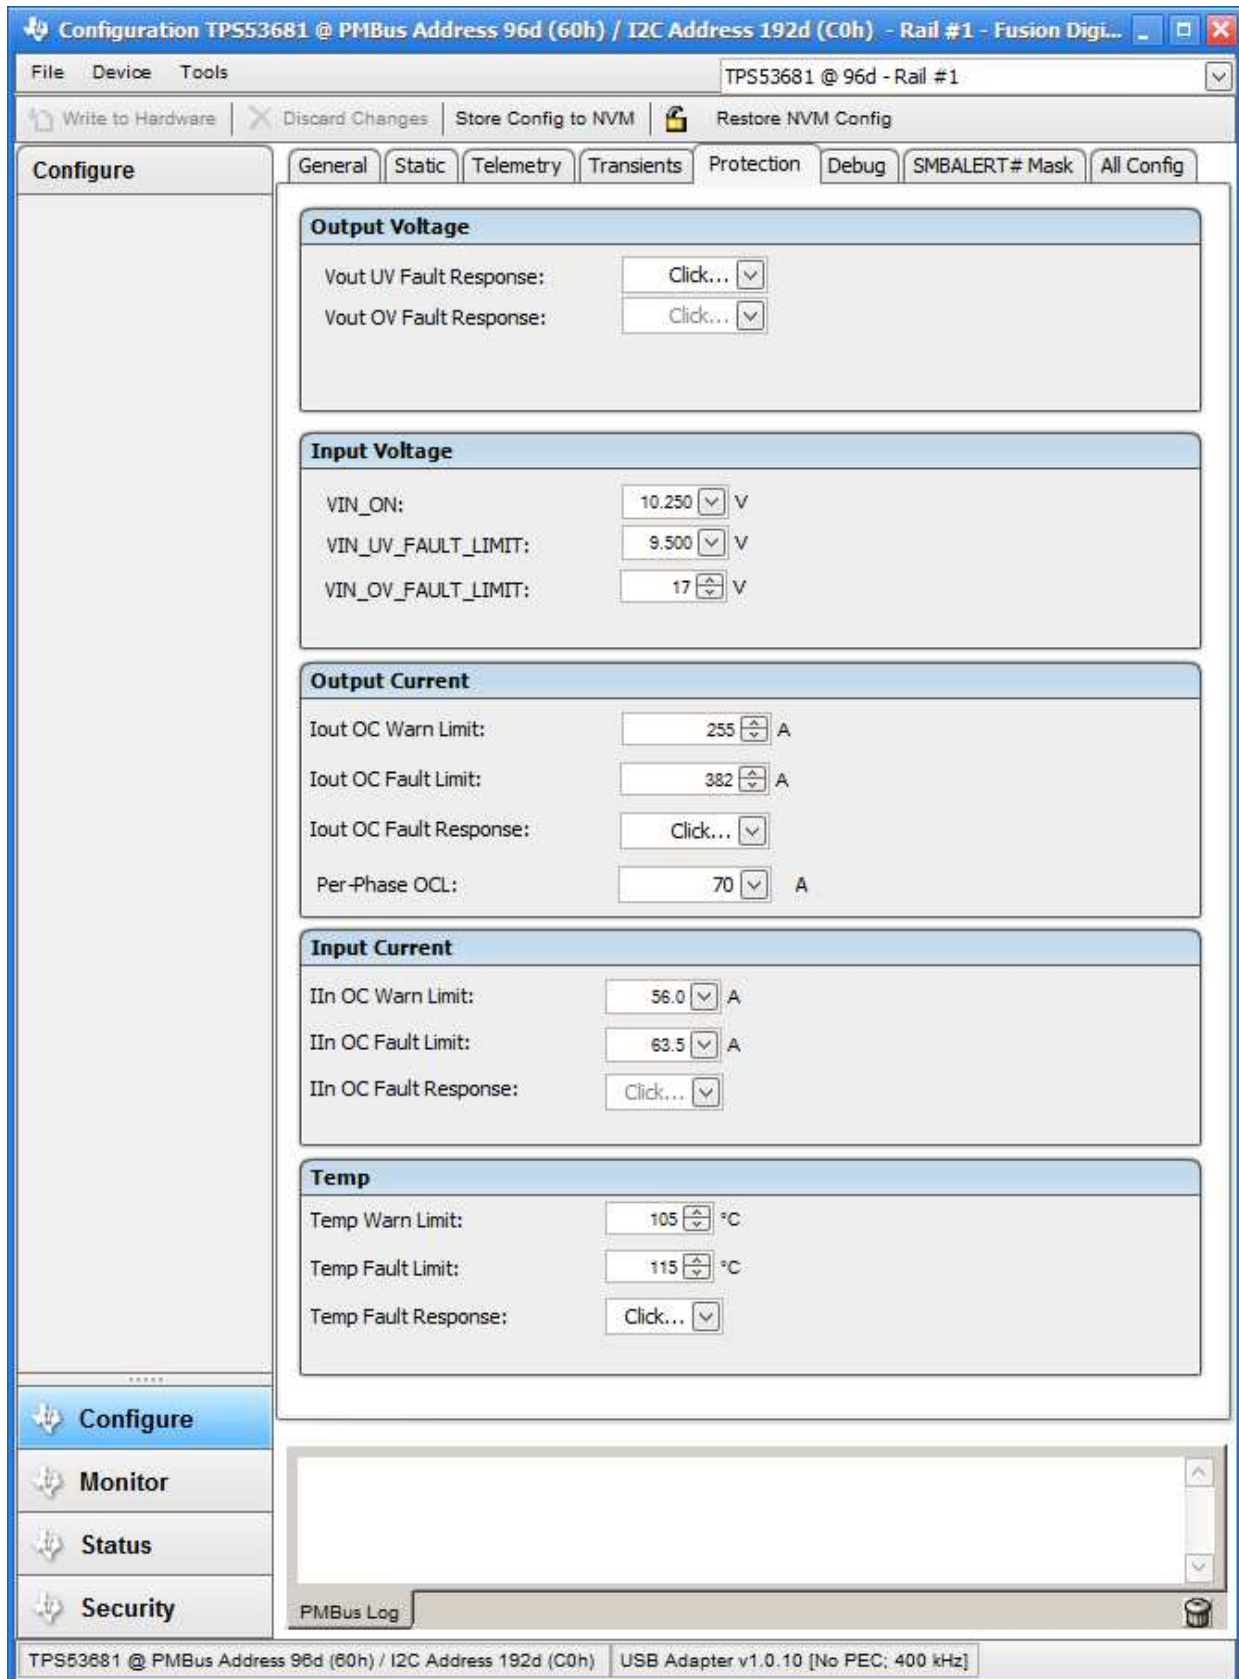 Configuration TPS53681 @ PMBus Address 96d (60h) / I2C Address 192d (C0h) - Rail #1 - Fusion Digi...
File Device Tools TPS53681 @ 96d - Rail #1
Write to Hardware Discard Changes Store Config to NVM Restore NVM Config
Configure
General Static Telemetry Transients Protection Debug SMBALERT# Mask All Config
Output Voltage
Vout UV Fault Response: Click...
Vout OV Fault Response: Click...
Input Voltage
VIN_ON: 10.250 V
VIN_UV_FAULT_LIMIT: 9.500 V
VIN_OV_FAULT_LIMIT: 17 V
Output Current
Iout OC Warn Limit: 255 A
Iout OC Fault Limit: 382 A
Iout OC Fault Response: Click...
Per-Phase OCL: 70 A
Input Current
IIn OC Warn Limit: 56.0 A
IIn OC Fault Limit: 63.5 A
IIn OC Fault Response: Click...
Temp
Temp Warn Limit: 105 °C
Temp Fault Limit: 115 °C
Temp Fault Response: Click...
Configure
Monitor
Status
Security
PMBus Log
TPS53681 @ PMBus Address 96d (60h) / I2C Address 192d (C0h) USB Adapter v1.0.10 [No PEC; 400 kHz]